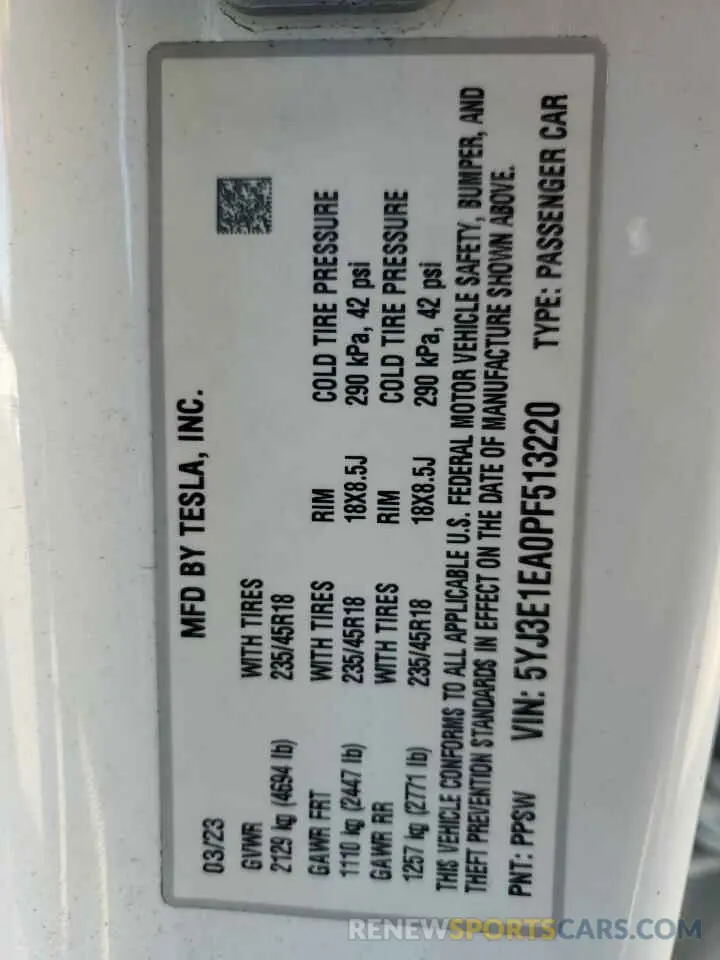 MFD BY TESLA, INC.
03/23
GVWR WITH TIRES
2129 kg (4694 lb) 235/45R18
GAWR FRT WITH TIRES RIM COLD TIRE PRESSURE
1110 kg (2447 lb) 235/45R18 18X8.5J 290 kPa, 42 psi
GAWR RR WITH TIRES RIM COLD TIRE PRESSURE
1257 kg (2771 lb) 235/45R18 18X8.5J 290 kPa, 42 psi
THIS VEHICLE CONFORMS TO ALL APPLICABLE U.S. FEDERAL MOTOR VEHICLE SAFETY, BUMPER, AND
THEFT PREVENTION STANDARDS IN EFFECT ON THE DATE OF MANUFACTURE SHOWN ABOVE.
PNT: PPSW VIN: 5YJ3E1EA0PF513220 TYPE: PASSENGER CAR
RENEWSPORTSCARS.COM